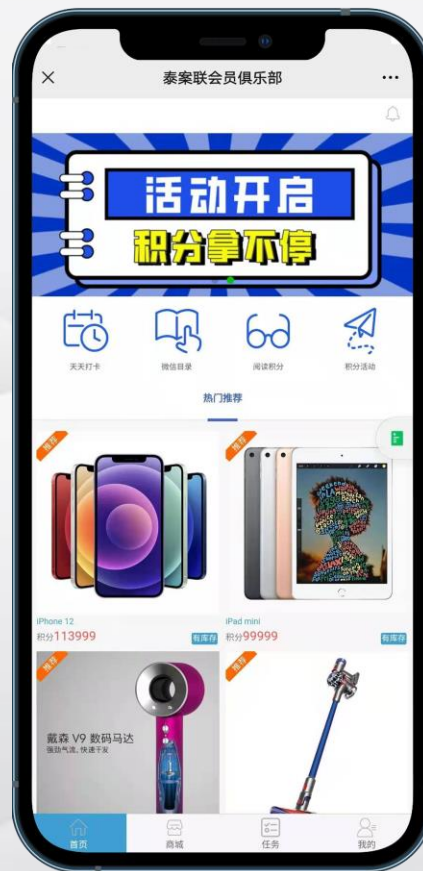 泰案联会员俱乐部
活动开启
积分拿不停
天天打卡
微信目录
阅读积分
积分活动
热门推荐
推荐
推荐
iPhone 12
iPad mini
积分113999
有库存
积分99999
有库存
推荐
推荐
戴森 V9 数码马达
强劲气流，快速干发
首页
商城
任务
我的